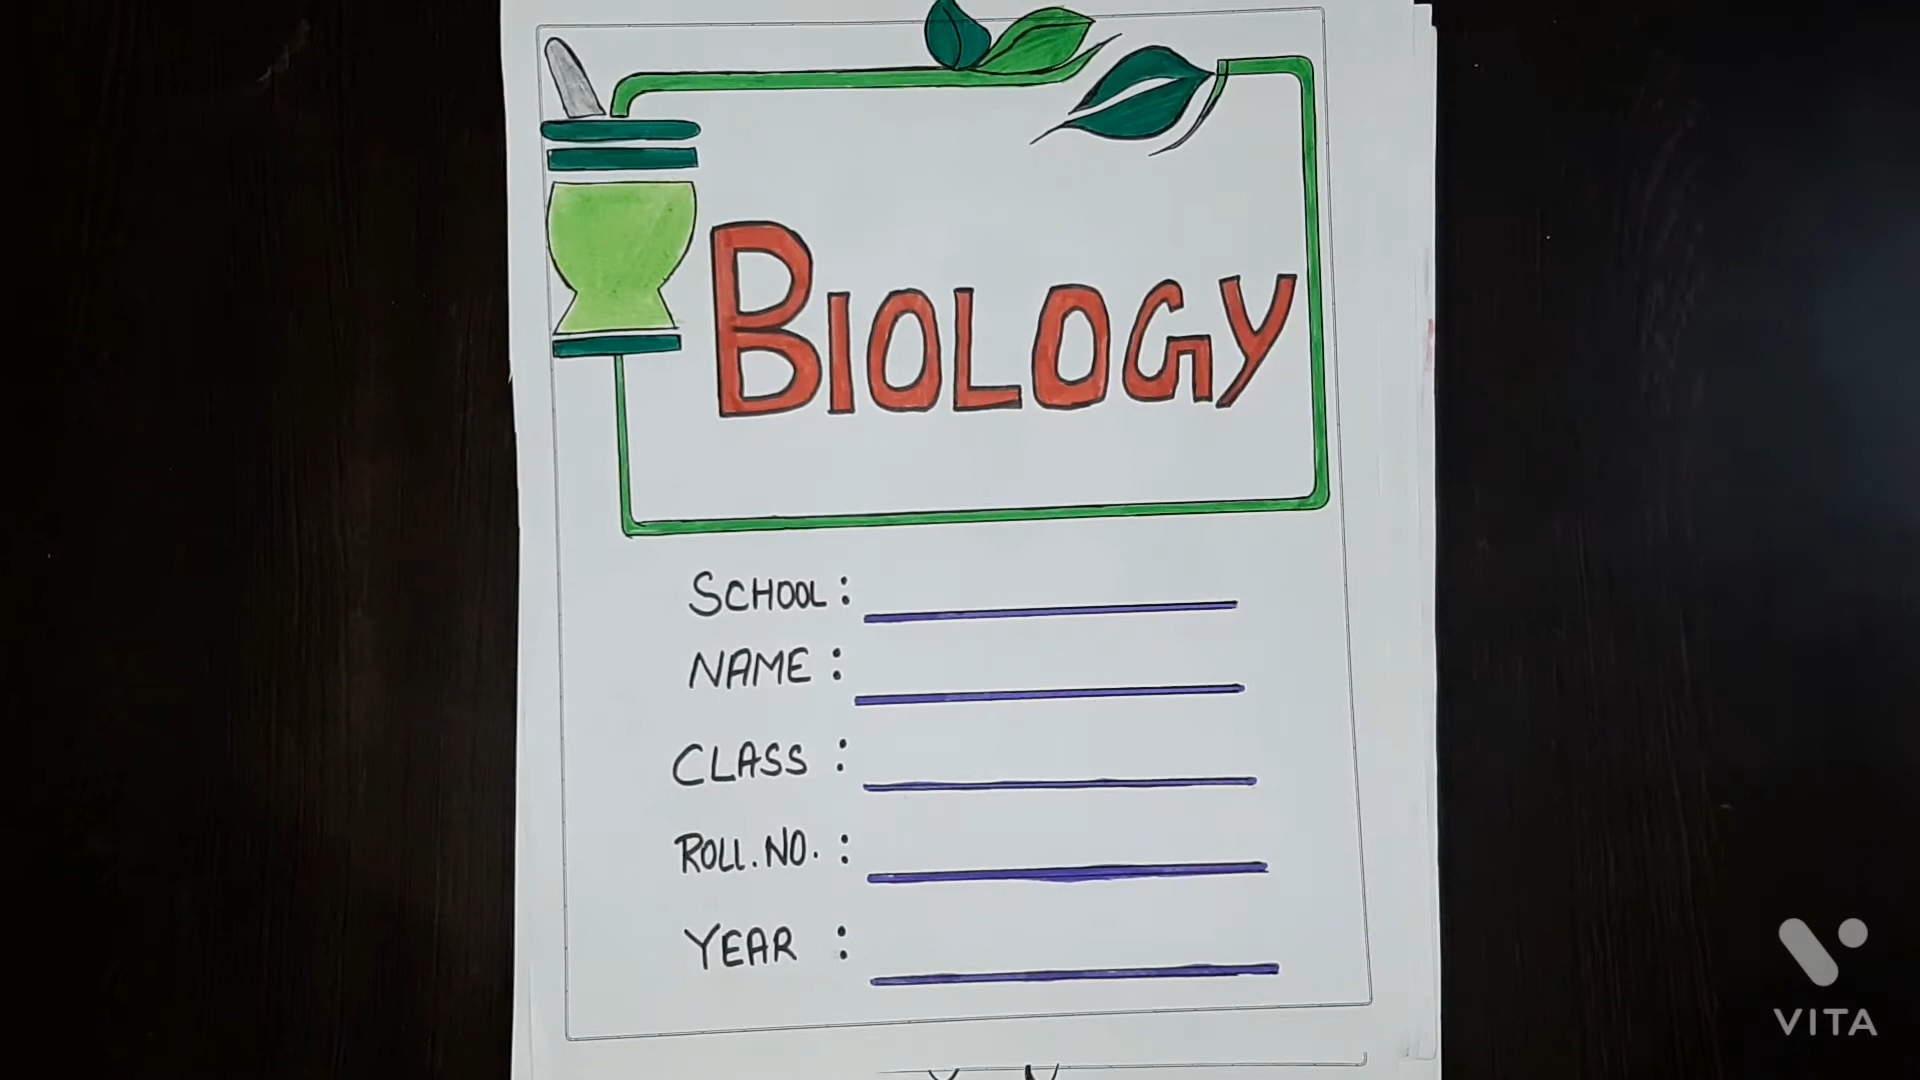 BIOLOGY
SCHOOL:
NAME :
CLASS :
ROLL.NO. :
YEAR :
VITA